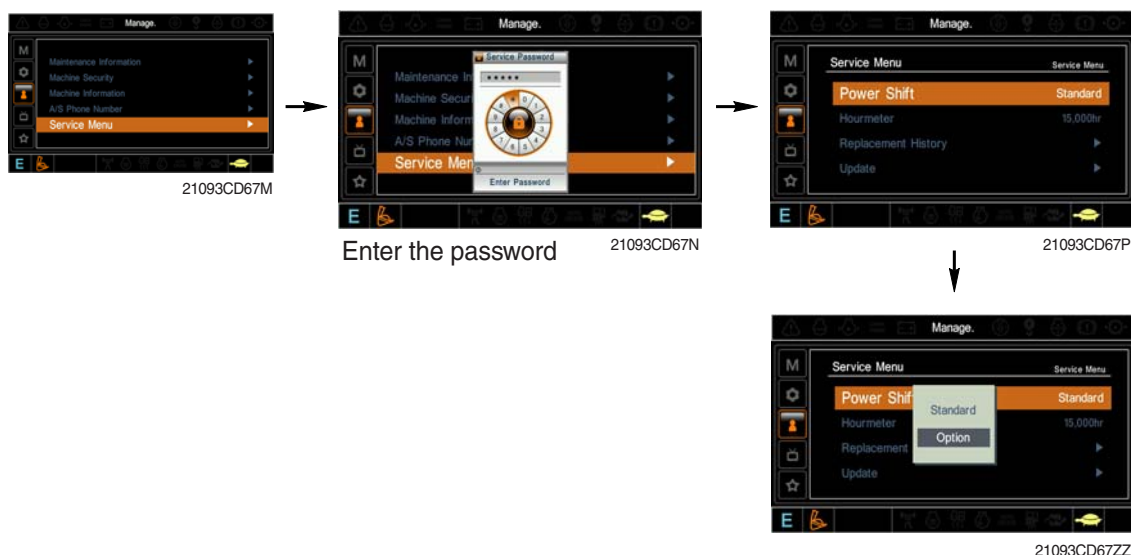 Manage.
M
Maintenance Information
Machine Security
Machine Information
A/S Phone Number
Service Menu
E
21093CD67M
Manage.
M
Service Password
*****
Maintenance In
Machine Secur
Machine Inform
A/S Phone Nur
Service Men
Enter Password
E
Enter the password
21093CD67N
Manage.
M
Service Menu Service Menu
Power Shift Standard
Hourmeter 15,000hr
Replacement History
Update
E
21093CD67P
Manage.
M
Service Menu Service Menu
Power Shif Standard
Standard
Hourmeter 15,000hr
Option
Replacement
Update
E
21093CD67ZZ